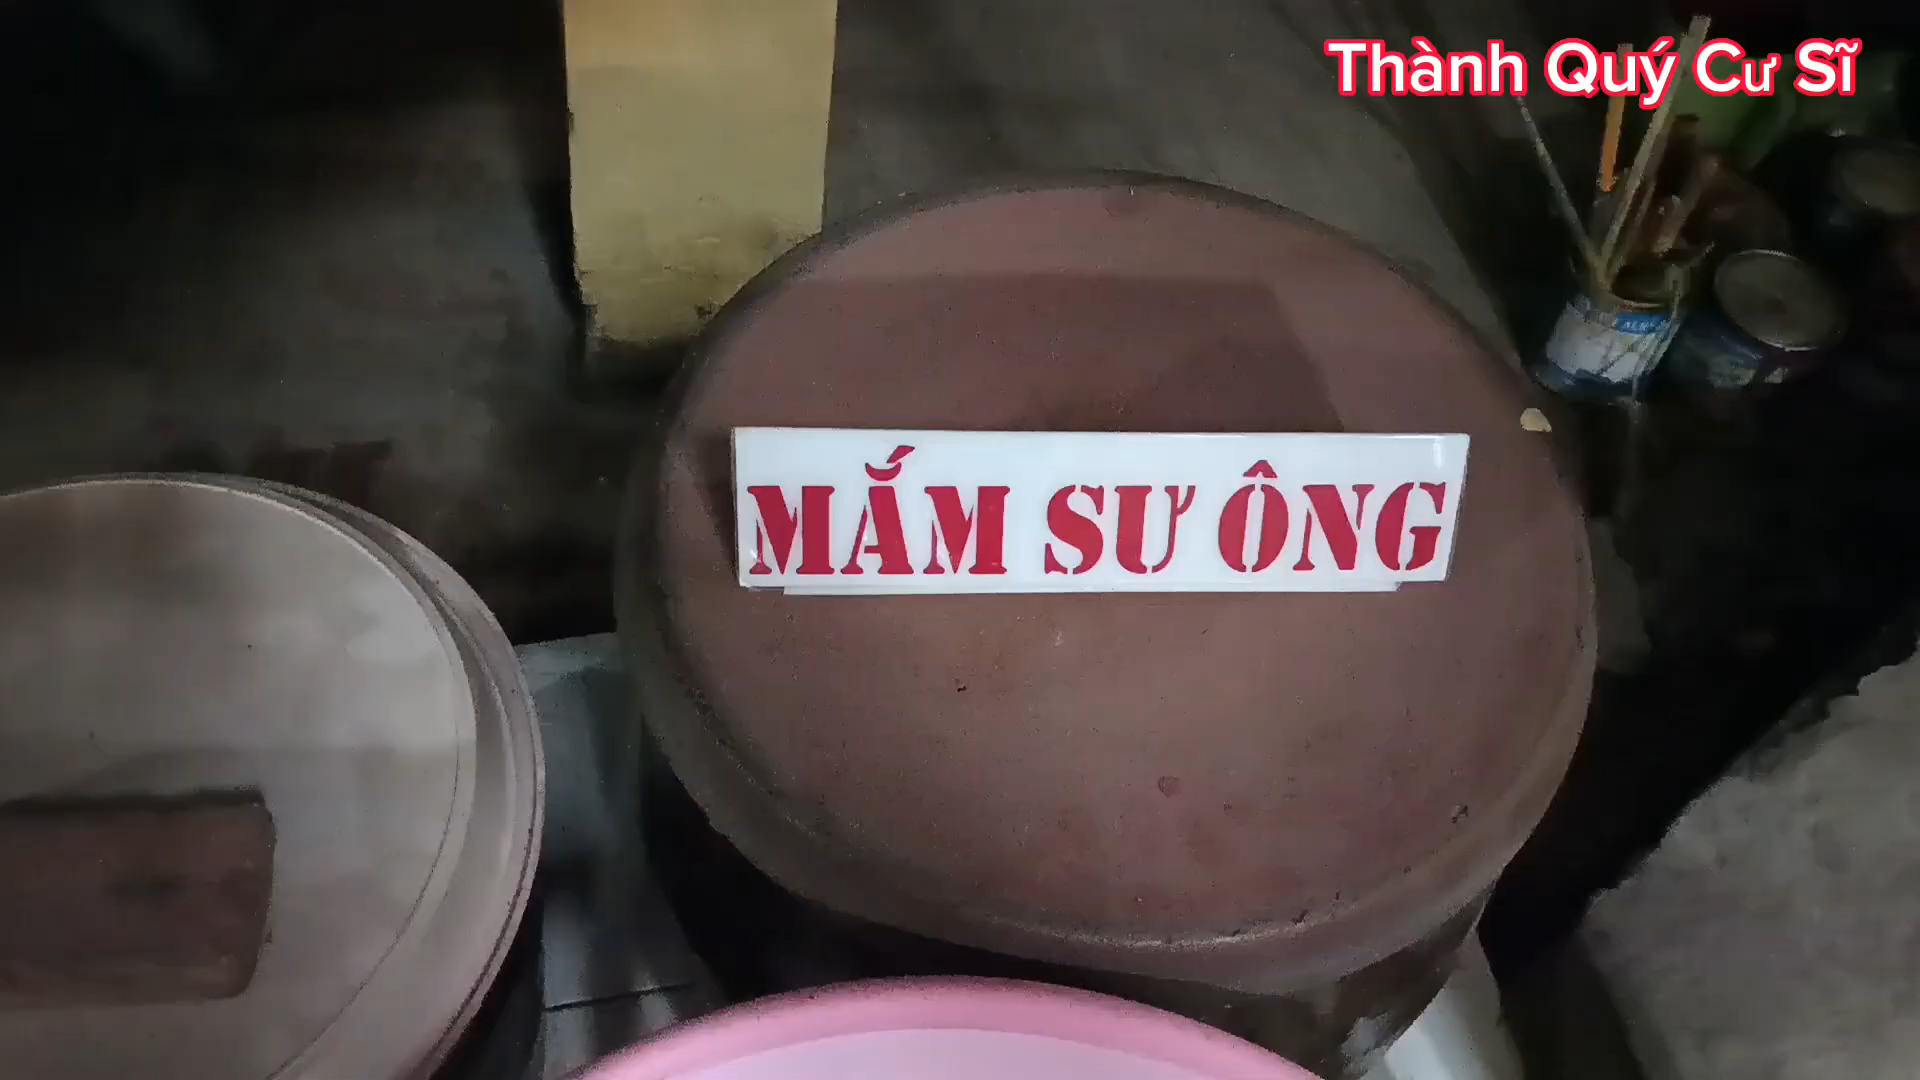 Thành Quý Cư Sĩ
MẮM SƯ ÔNG